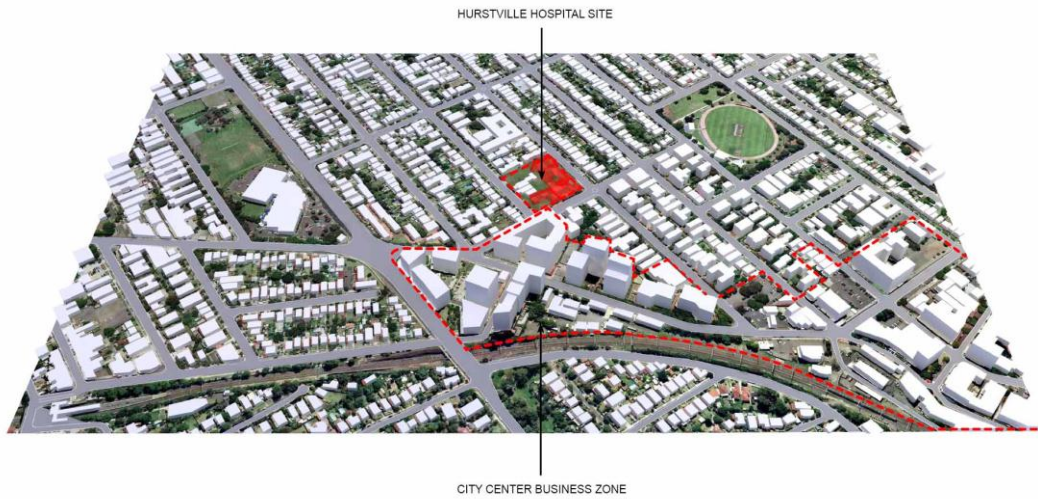 HURSTVILLE HOSPITAL SITE
CITY CENTER BUSINESS ZONE